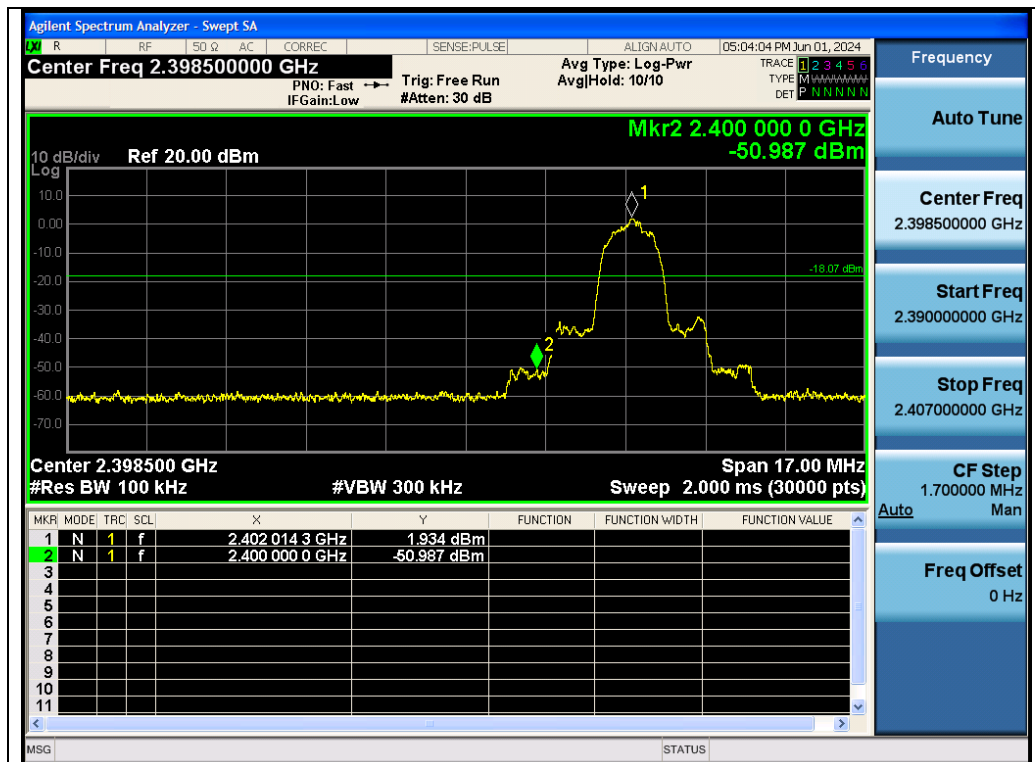 Agilent Spectrum Analyzer - Swept SA
LXI R RF 50 Ω AC CORREC SENSE:PULSE ALIGN AUTO 05:04:04 PM Jun 01, 2024
Center Freq 2.398500000 GHz
PNO: Fast
IFGain:Low
Trig: Free Run
#Atten: 30 dB
Avg Type: Log-Pwr
Avg|Hold: 10/10
TRACE 1 2 3 4 5 6
TYPE M WWWWW
DET P N N N N N
Mkr2 2.400 000 0 GHz
-50.987 dBm
10 dB/div Ref 20.00 dBm
Log
10.0
0.00
-10.0
-20.0
-30.0
-40.0
-50.0
-60.0
-70.0
1
-18.07 dBm
2
Center 2.398500 GHz Span 17.00 MHz
#Res BW 100 kHz #VBW 300 kHz Sweep 2.000 ms (30000 pts)
MKR MODE TRC SCL X Y FUNCTION FUNCTION WIDTH FUNCTION VALUE
1 N 1 f 2.402 014 3 GHz 1.934 dBm
2 N 1 f 2.400 000 0 GHz -50.987 dBm
3
4
5
6
7
8
9
10
11
MSG STATUS
Frequency
Auto Tune
Center Freq
2.398500000 GHz
Start Freq
2.390000000 GHz
Stop Freq
2.407000000 GHz
CF Step
1.700000 MHz
Auto Man
Freq Offset
0 Hz